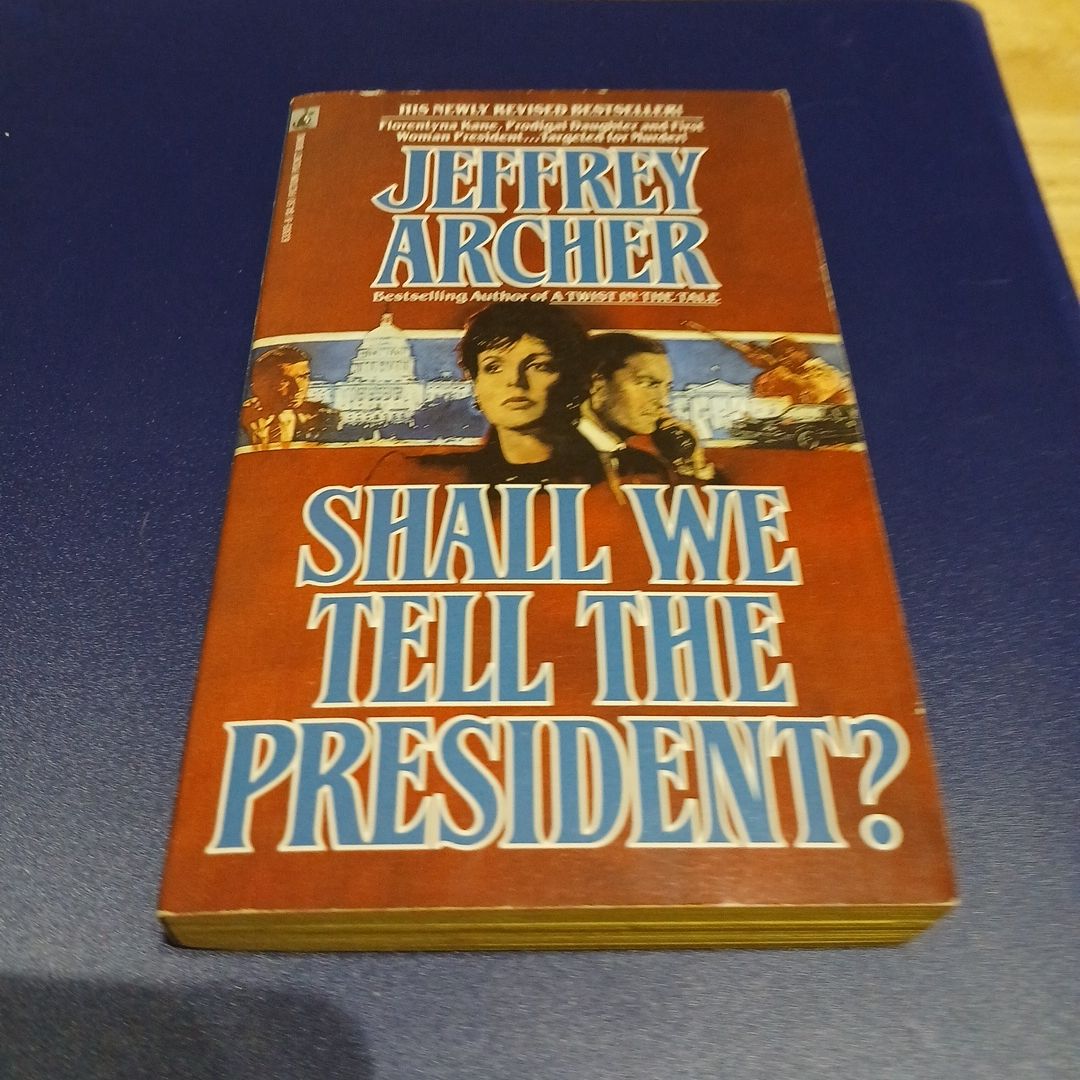 HIS NEWLY REVISED BESTSELLER!
Florentyna Kane, Prodigal Daughter and First
Woman President...Targeted for Murder!
JEFFREY
ARCHER
Bestselling Author of A TWIST IN THE TALE
SHALL WE
TELL THE
PRESIDENT?